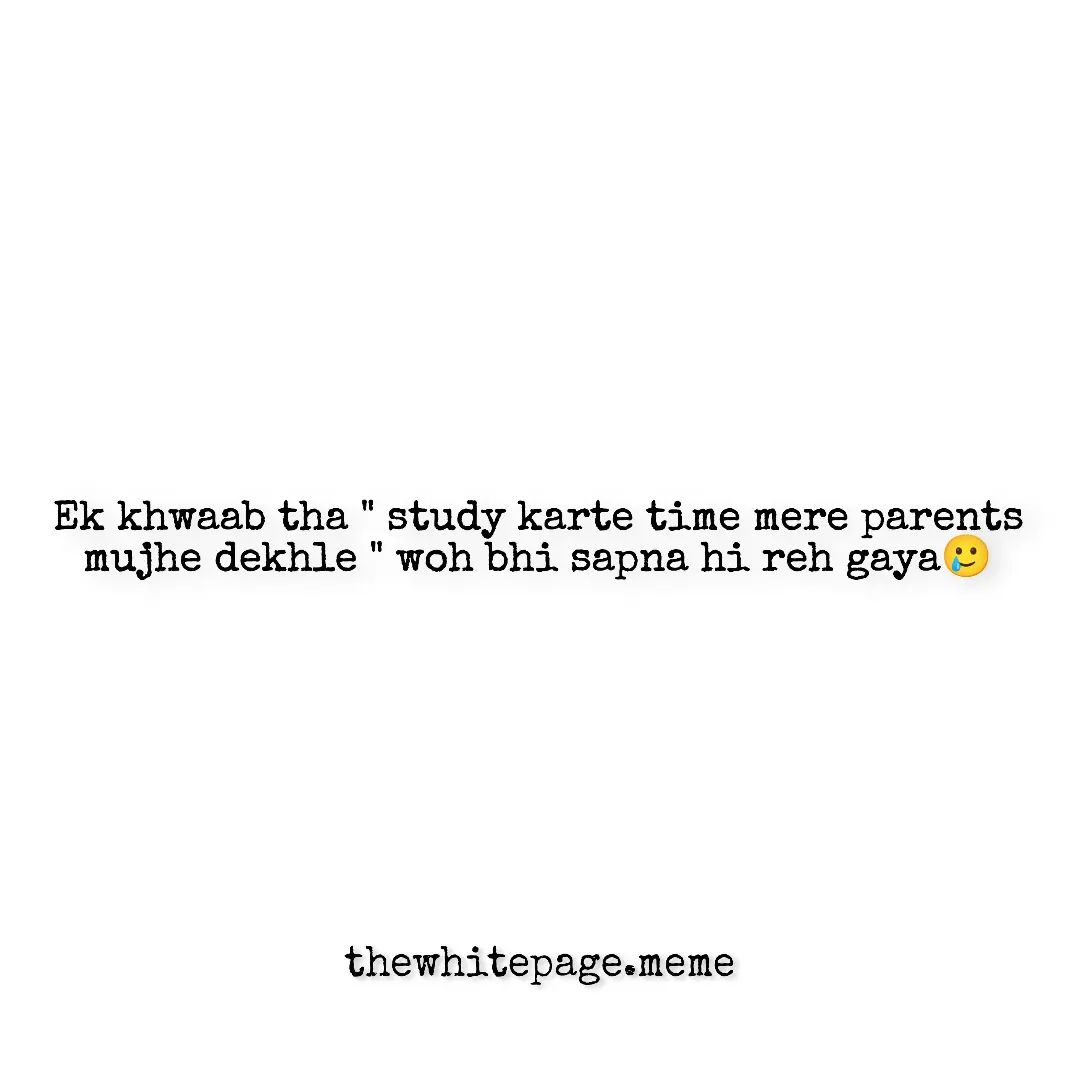 Ek khwaab tha " study karte time mere parents
mujhe dekhle " woh bhi sapna hi reh gaya🥲
thewhitepage.meme